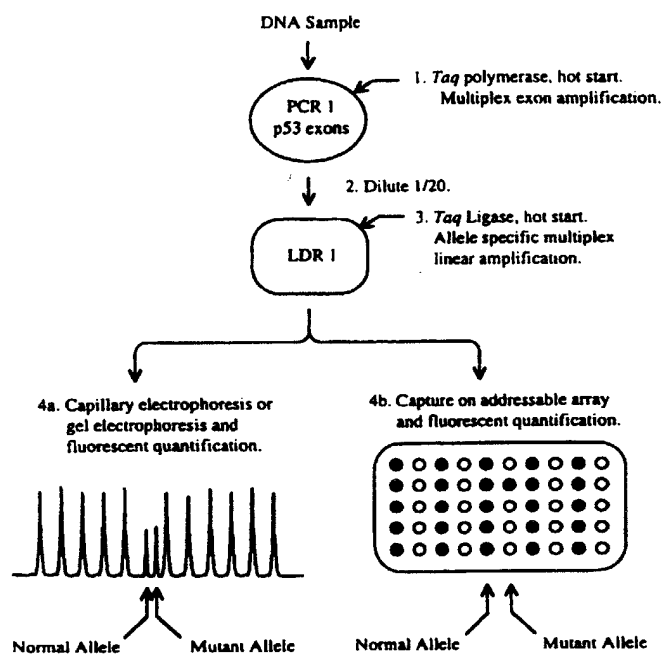 DNA Sample
PCR 1
p53 exons
1. Taq polymerase, hot start.
Multiplex exon amplification.
2. Dilute 1/20.
LDR 1
3. Taq Ligase, hot start.
Allele specific multiplex
linear amplification.
4a. Capillary electrophoresis or
gel electrophoresis and
fluorescent quantification.
4b. Capture on addressable array
and fluorescent quantification.
Normal Allele
Mutant Allele
Normal Allele
Mutant Allele